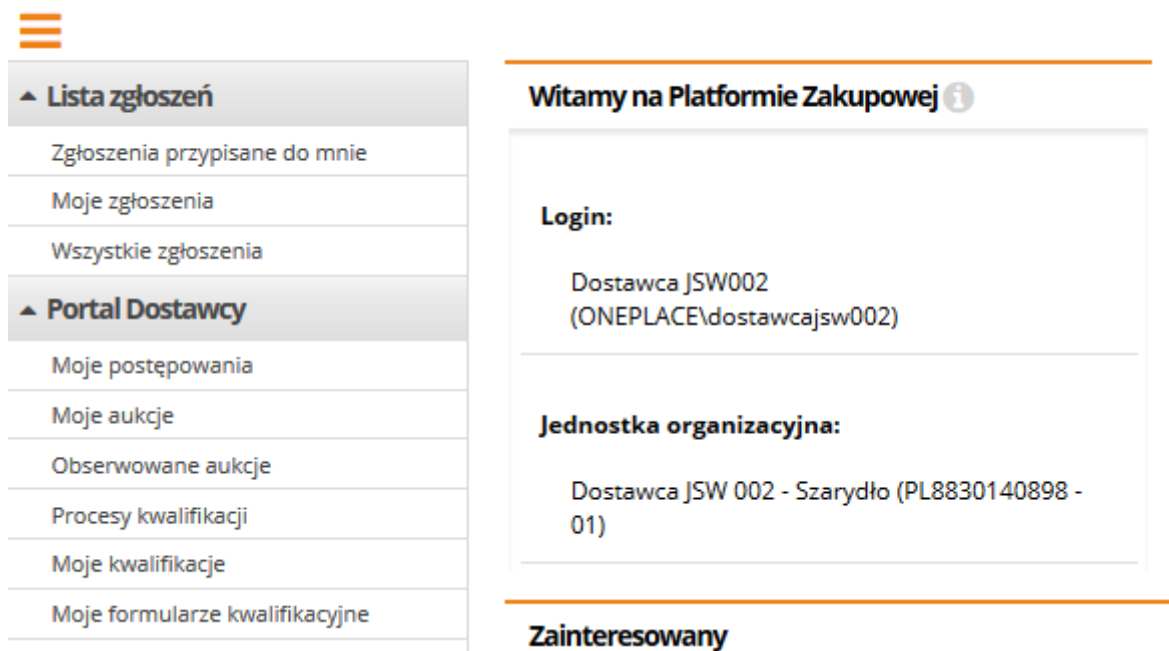 Lista zgłoszeń
Zgłoszenia przypisane do mnie
Moje zgłoszenia
Wszystkie zgłoszenia
Portal Dostawcy
Moje postępowania
Moje aukcje
Obserwowane aukcje
Procesy kwalifikacji
Moje kwalifikacje
Moje formularze kwalifikacyjne
Witamy na Platformie Zakupowej
Login:
Dostawca JSW002
(ONEPLACE\dostawcajsw002)
Jednostka organizacyjna:
Dostawca JSW 002 - Szarydło (PL8830140898 -
01)
Zainteresowany